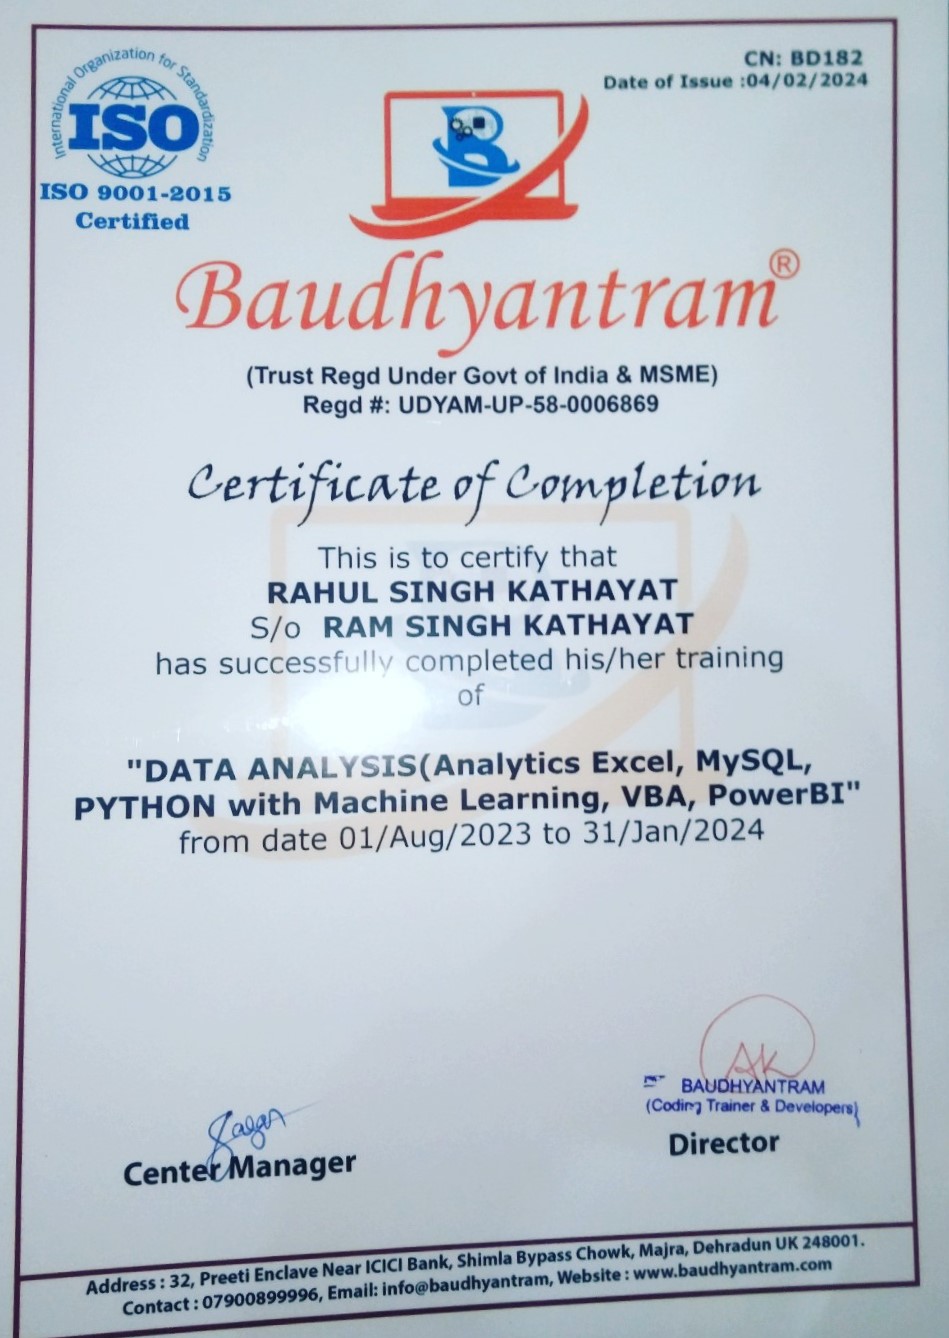 CN: BD182
Date of Issue :04/02/2024
International Organization for Standardization
ISO
ISO 9001-2015
Certified
B
Baudhyantram®
(Trust Regd Under Govt of India & MSME)
Regd #: UDYAM-UP-58-0006869
Certificate of Completion
This is to certify that
RAHUL SINGH KATHAYAT
S/o RAM SINGH KATHAYAT
has successfully completed his/her training
of
"DATA ANALYSIS(Analytics Excel, MySQL,
PYTHON with Machine Learning, VBA, PowerBI"
from date 01/Aug/2023 to 31/Jan/2024
AK
BAUDHYANTRAM
(Coding Trainer & Developers)
Director
Sagar
Center Manager
Address : 32, Preeti Enclave Near ICICI Bank, Shimla Bypass Chowk, Majra, Dehradun UK 248001.
Contact : 07900899996, Email: info@baudhyantram, Website : www.baudhyantram.com